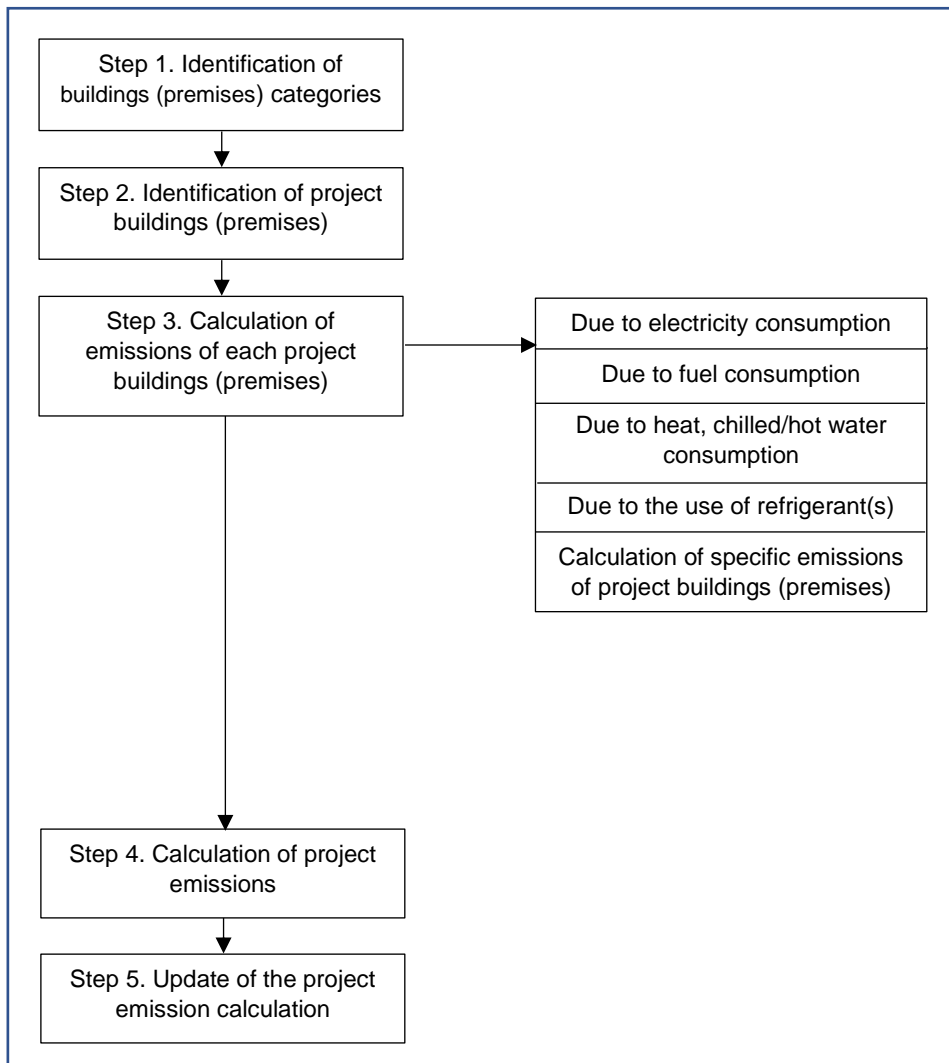 Step 1. Identification of
buildings (premises) categories
Step 2. Identification of project
buildings (premises)
Step 3. Calculation of
emissions of each project
buildings (premises)
Due to electricity consumption
Due to fuel consumption
Due to heat, chilled/hot water
consumption
Due to the use of refrigerant(s)
Calculation of specific emissions
of project buildings (premises)
Step 4. Calculation of project
emissions
Step 5. Update of the project
emission calculation